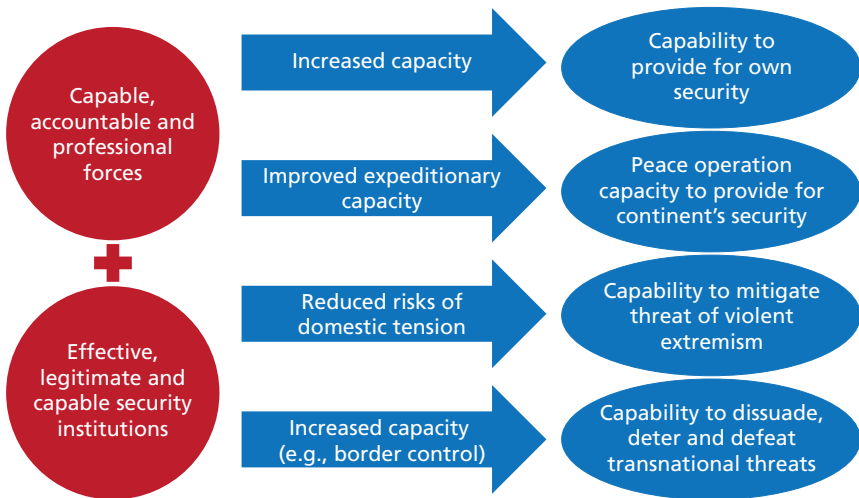 Capable,
accountable and
professional
forces
Effective,
legitimate and
capable security
institutions
Increased capacity
Capability to
provide for own
security
Improved expeditionary
capacity
Peace operation
capacity to provide for
continent's security
Reduced risks of
domestic tension
Capability to mitigate
threat of violent
extremism
Increased capacity
(e.g., border control)
Capability to dissuade,
deter and defeat
transnational threats